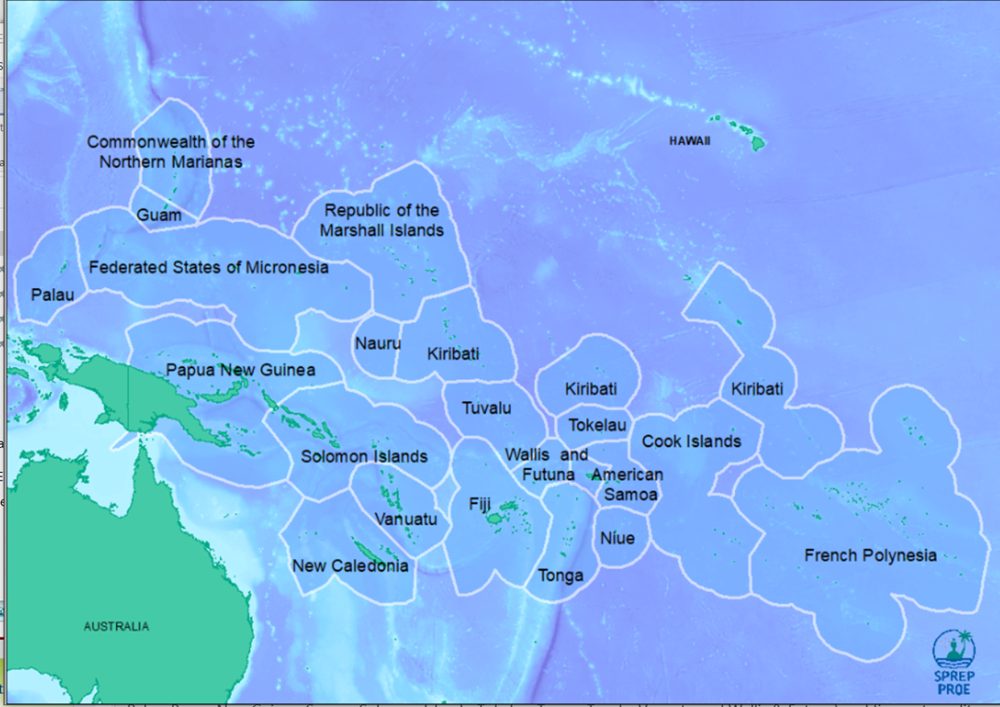 HAWAII
Commonwealth of the
Northern Marianas
Guam
Republic of the
Marshall Islands
Federated States of Micronesia
Palau
Nauru
Kiribati
Papua New Guinea
Kiribati
Kiribati
Tuvalu
Tokelau
Cook Islands
Solomon Islands
Wallis and
Futuna
American
Samoa
Fiji
Vanuatu
Niue
New Caledonia
Tonga
French Polynesia
AUSTRALIA
SPREP
PROE